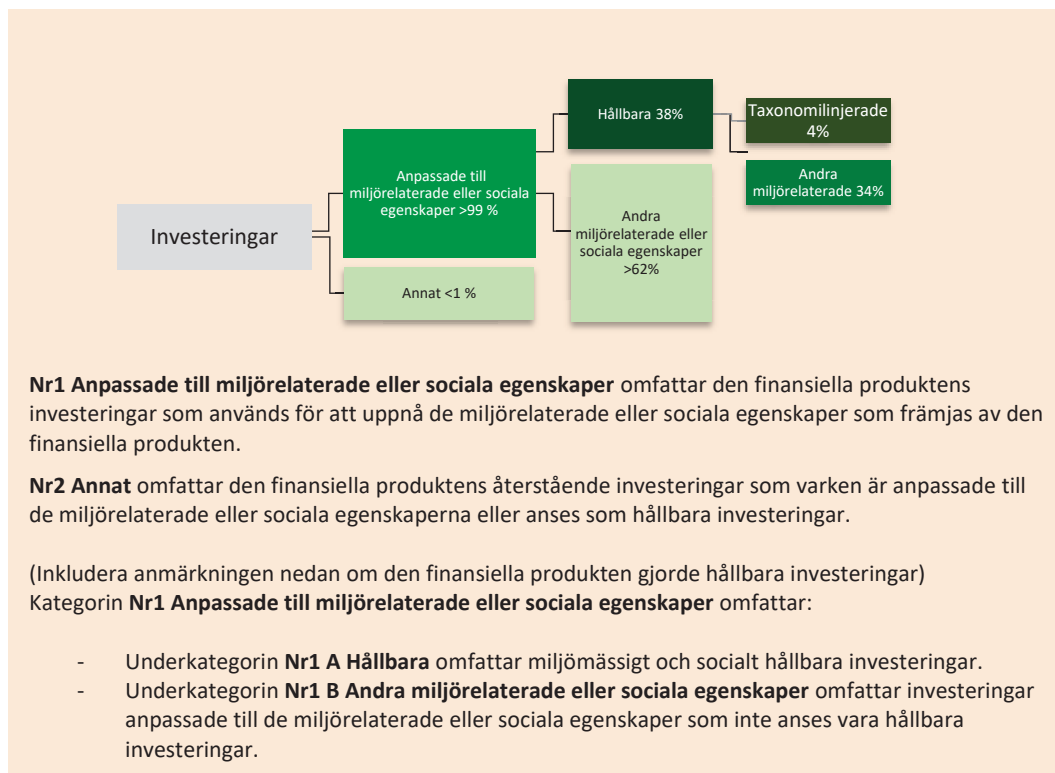 Investeringar
Anpassade till
miljörelaterade eller sociala
egenskaper >99 %
Annat <1 %
Hållbara 38%
Andra
miljörelaterade eller
sociala egenskaper
>62%
Taxonomilinjerade
4%
Andra
miljörelaterade 34%
Nr1 Anpassade till miljörelaterade eller sociala egenskaper omfattar den finansiella produktens
investeringar som används för att uppnå de miljörelaterade eller sociala egenskaper som främjas av den
finansiella produkten.
Nr2 Annat omfattar den finansiella produktens återstående investeringar som varken är anpassade till
de miljörelaterade eller sociala egenskaperna eller anses som hållbara investeringar.
(Inkludera anmärkningen nedan om den finansiella produkten gjorde hållbara investeringar)
Kategorin Nr1 Anpassade till miljörelaterade eller sociala egenskaper omfattar:
- Underkategorin Nr1 A Hållbara omfattar miljömässigt och socialt hållbara investeringar.
- Underkategorin Nr1 B Andra miljörelaterade eller sociala egenskaper omfattar investeringar
anpassade till de miljörelaterade eller sociala egenskaper som inte anses vara hållbara
investeringar.